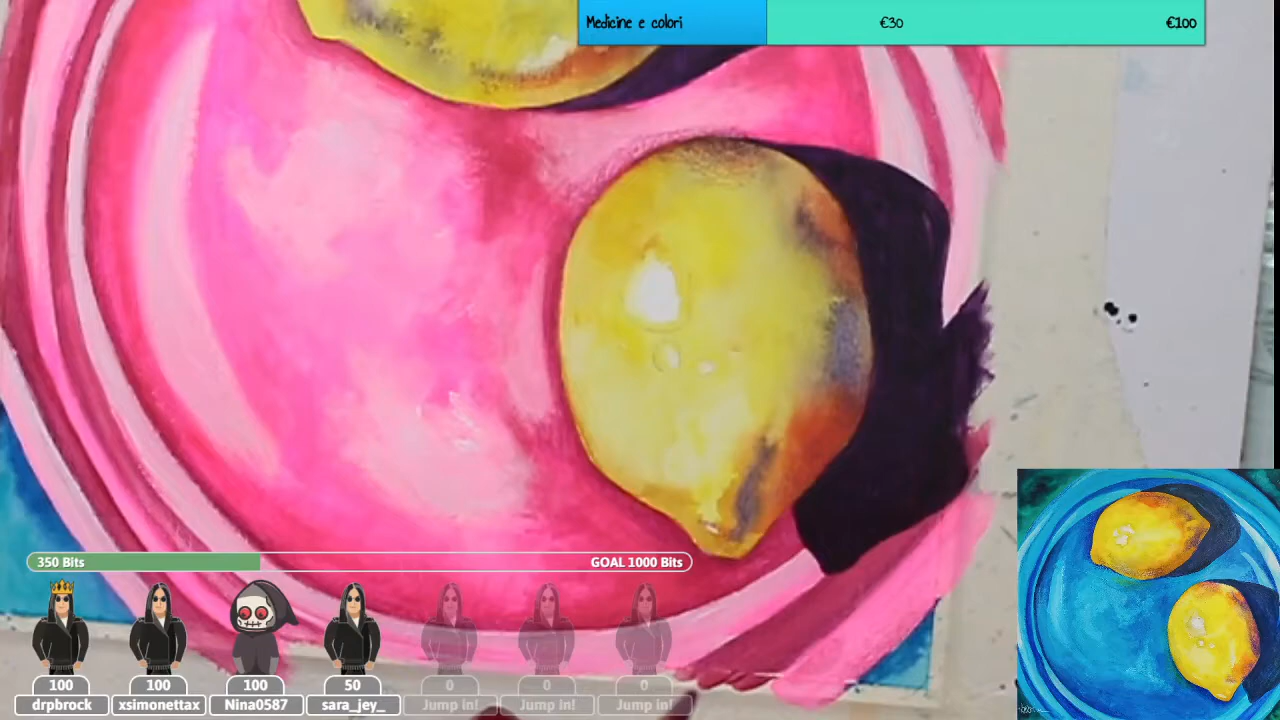 Medicine e colori €30 €100
350 Bits GOAL 1000 Bits
100 100 100 50 0 0 0
drpbrock xsimonettax Nina0587 sara_jey_ Jump in! Jump in! Jump in!